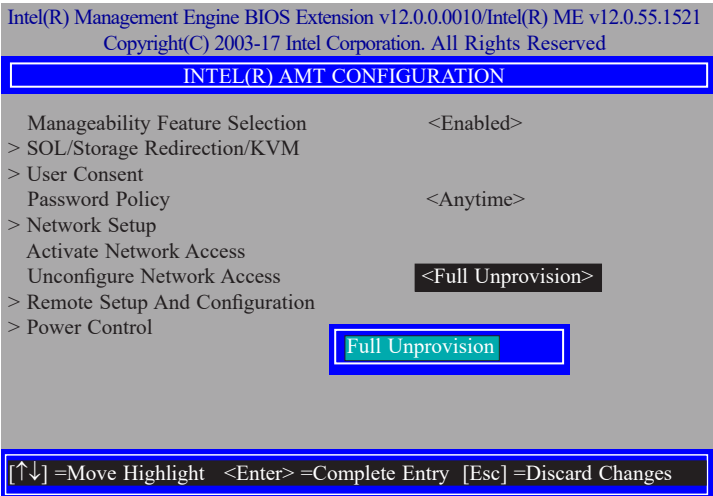 Intel(R) Management Engine BIOS Extension v12.0.0.0010/Intel(R) ME v12.0.55.1521
Copyright(C) 2003-17 Intel Corporation. All Rights Reserved
INTEL(R) AMT CONFIGURATION
Manageability Feature Selection <Enabled>
> SOL/Storage Redirection/KVM
> User Consent
Password Policy <Anytime>
> Network Setup
Activate Network Access
Unconfigure Network Access <Full Unprovision>
> Remote Setup And Configuration
> Power Control
Full Unprovision
[↑↓] =Move Highlight <Enter> =Complete Entry [Esc] =Discard Changes